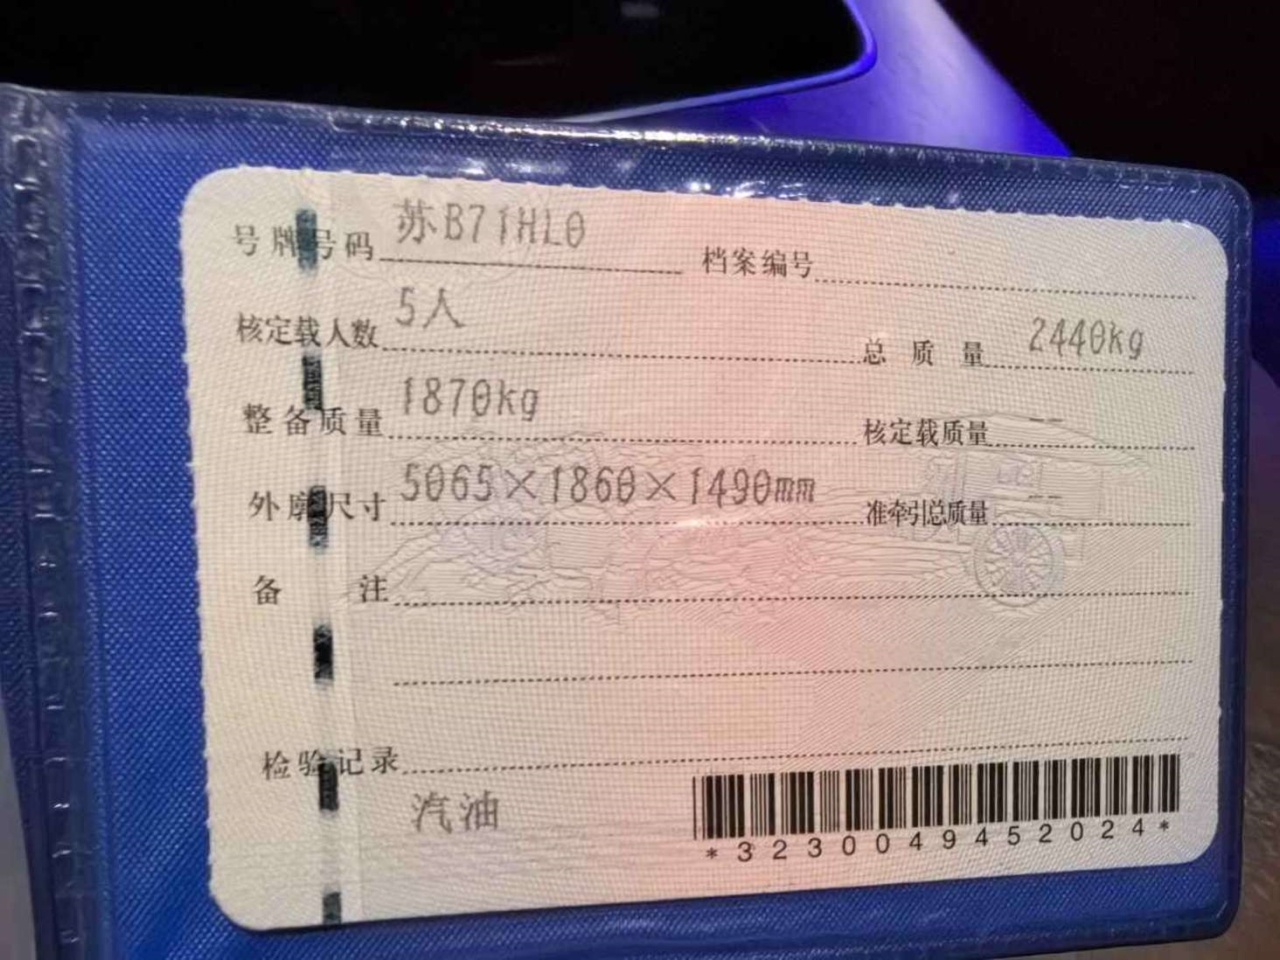 号牌号码 苏B71HL0 档案编号
核定载人数 5人 总质量 2440kg
整备质量 1870kg 核定载质量 --
外廓尺寸 5065×1860×1490mm 准牵引总质量 --
备注
检验记录
汽油
*3230049452024*